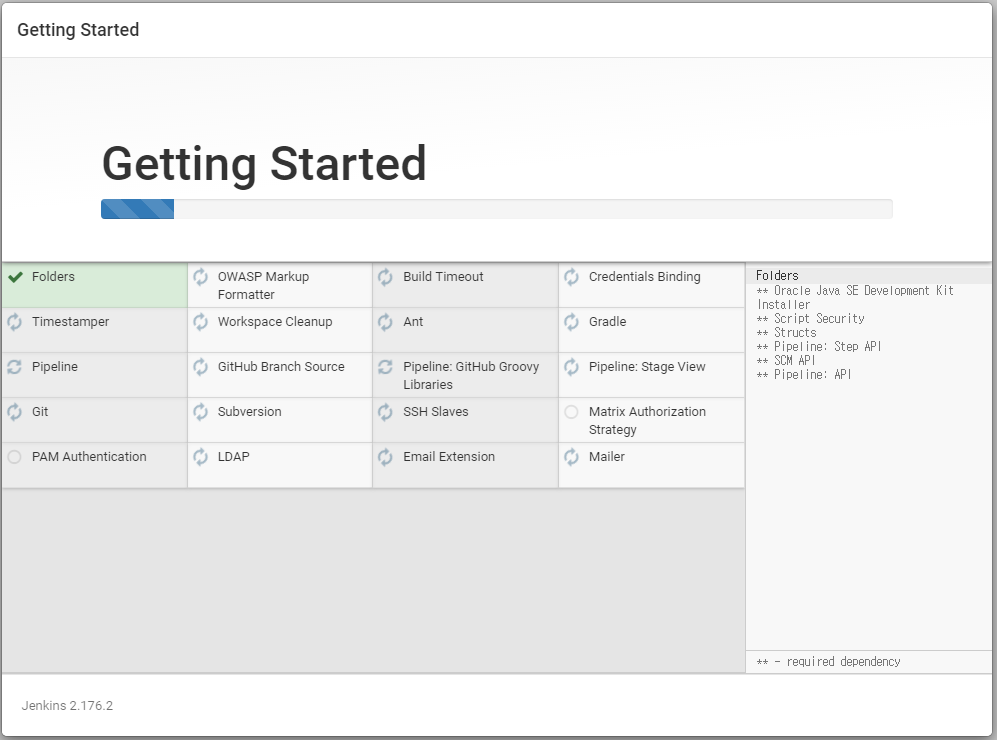 Getting Started
Getting Started
Folders
OWASP Markup
Formatter
Build Timeout
Credentials Binding
Timestamper
Workspace Cleanup
Ant
Gradle
Pipeline
GitHub Branch Source
Pipeline: GitHub Groovy
Libraries
Pipeline: Stage View
Git
Subversion
SSH Slaves
Matrix Authorization
Strategy
PAM Authentication
LDAP
Email Extension
Mailer
Folders
** Oracle Java SE Development Kit
Installer
** Script Security
** Structs
** Pipeline: Step API
** SCM API
** Pipeline: API
** - required dependency
Jenkins 2.176.2